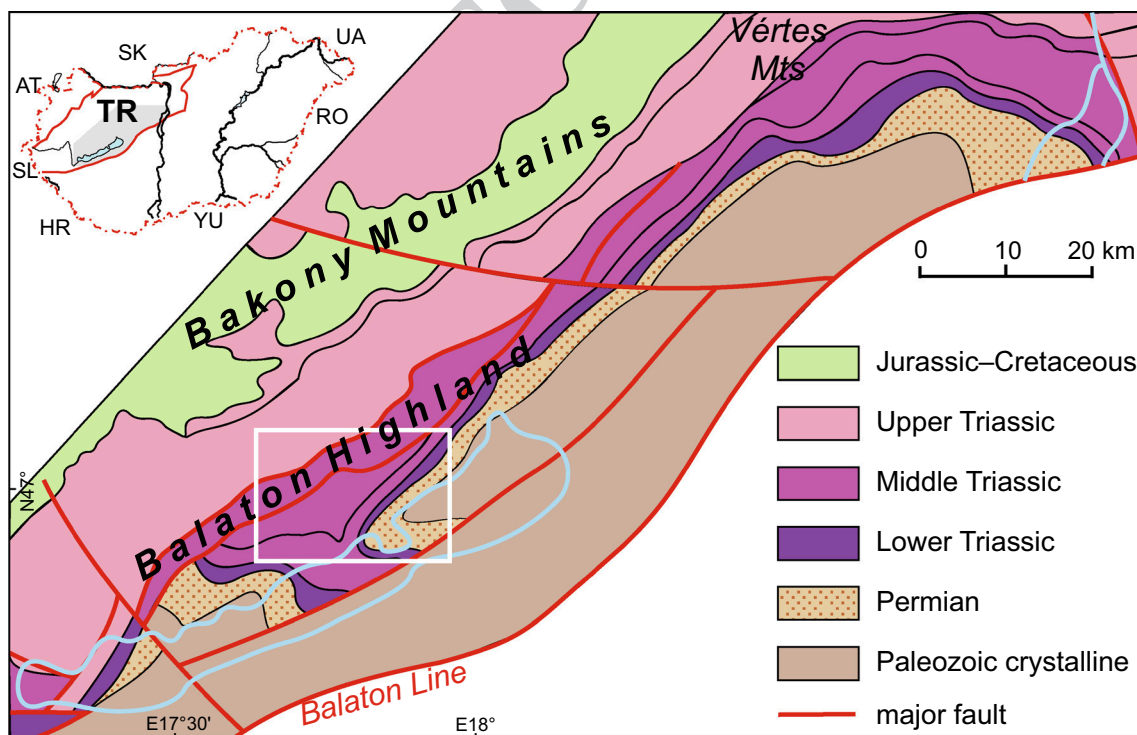 SK
UA
AT
TR
RO
SL
HR
YU
Vértes
Mts
Bakony Mountains
Balaton Highland
0 10 20 km
Jurassic–Cretaceous
Upper Triassic
Middle Triassic
Lower Triassic
Permian
Paleozoic crystalline
major fault
N47°
Balaton Line
E17°30'
E18°